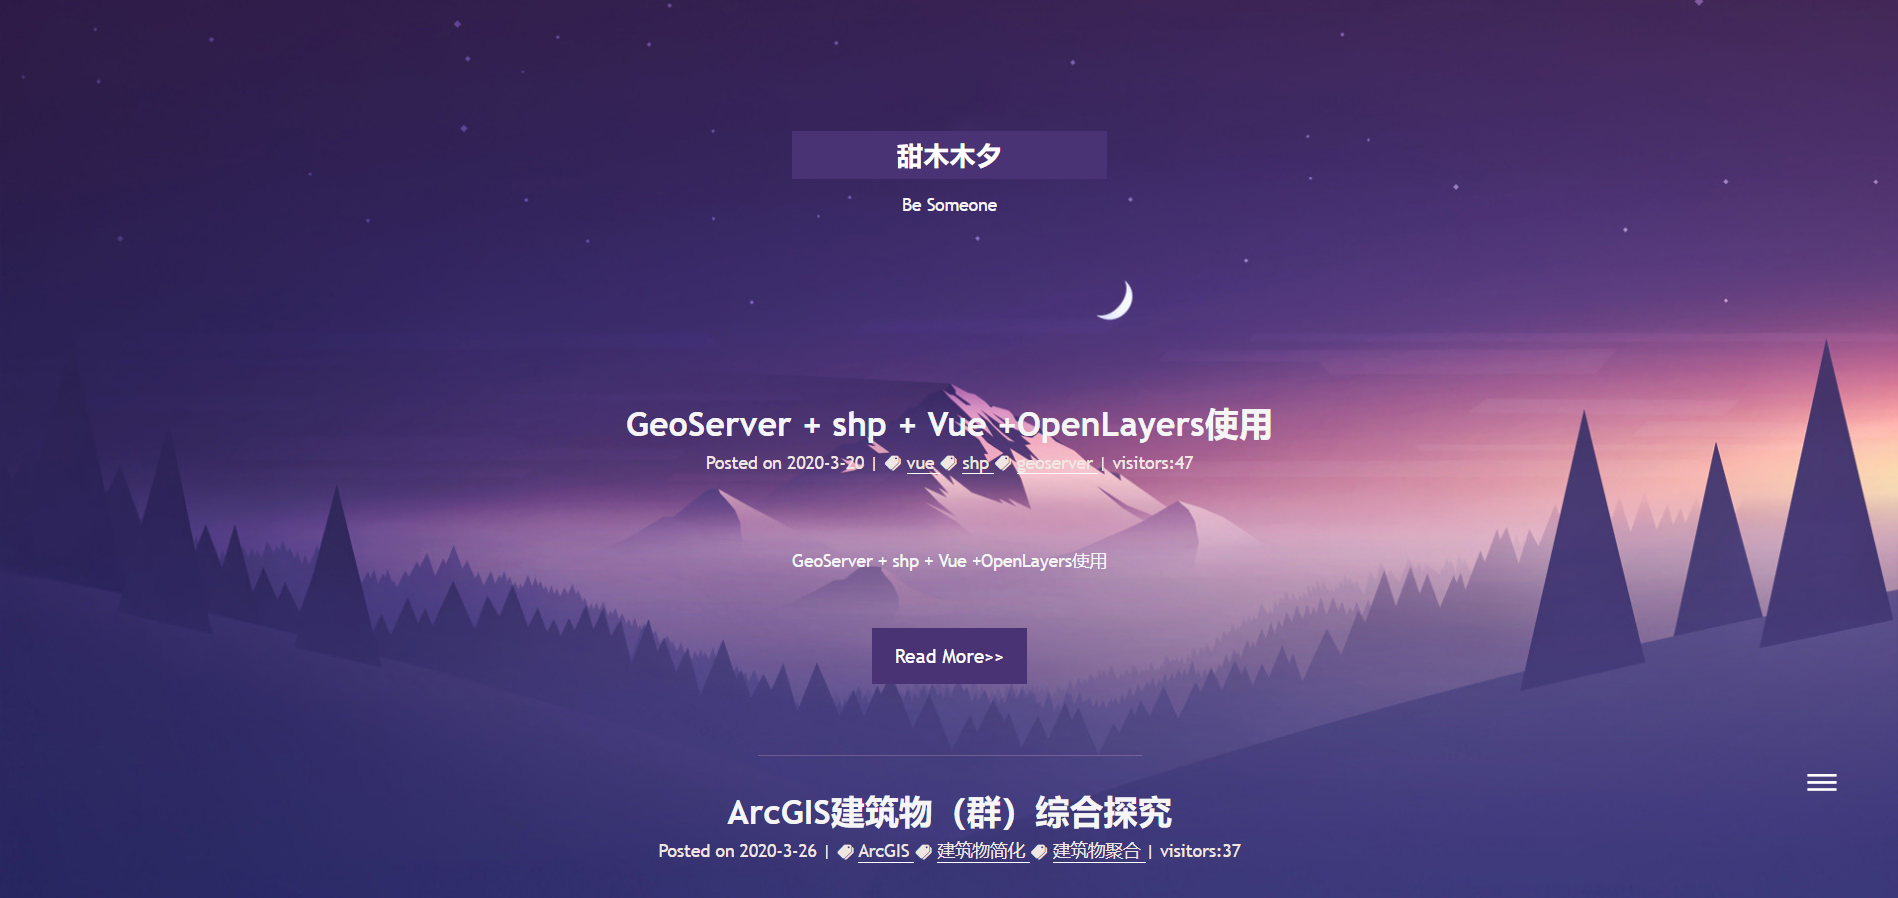 甜木木夕
Be Someone
GeoServer + shp + Vue +OpenLayers使用
Posted on 2020-3-20 | vue shp geoserver | visitors:47
GeoServer + shp + Vue +OpenLayers使用
Read More>>
ArcGIS建筑物（群）综合探究
Posted on 2020-3-26 | ArcGIS 建筑物简化 建筑物聚合 | visitors:37